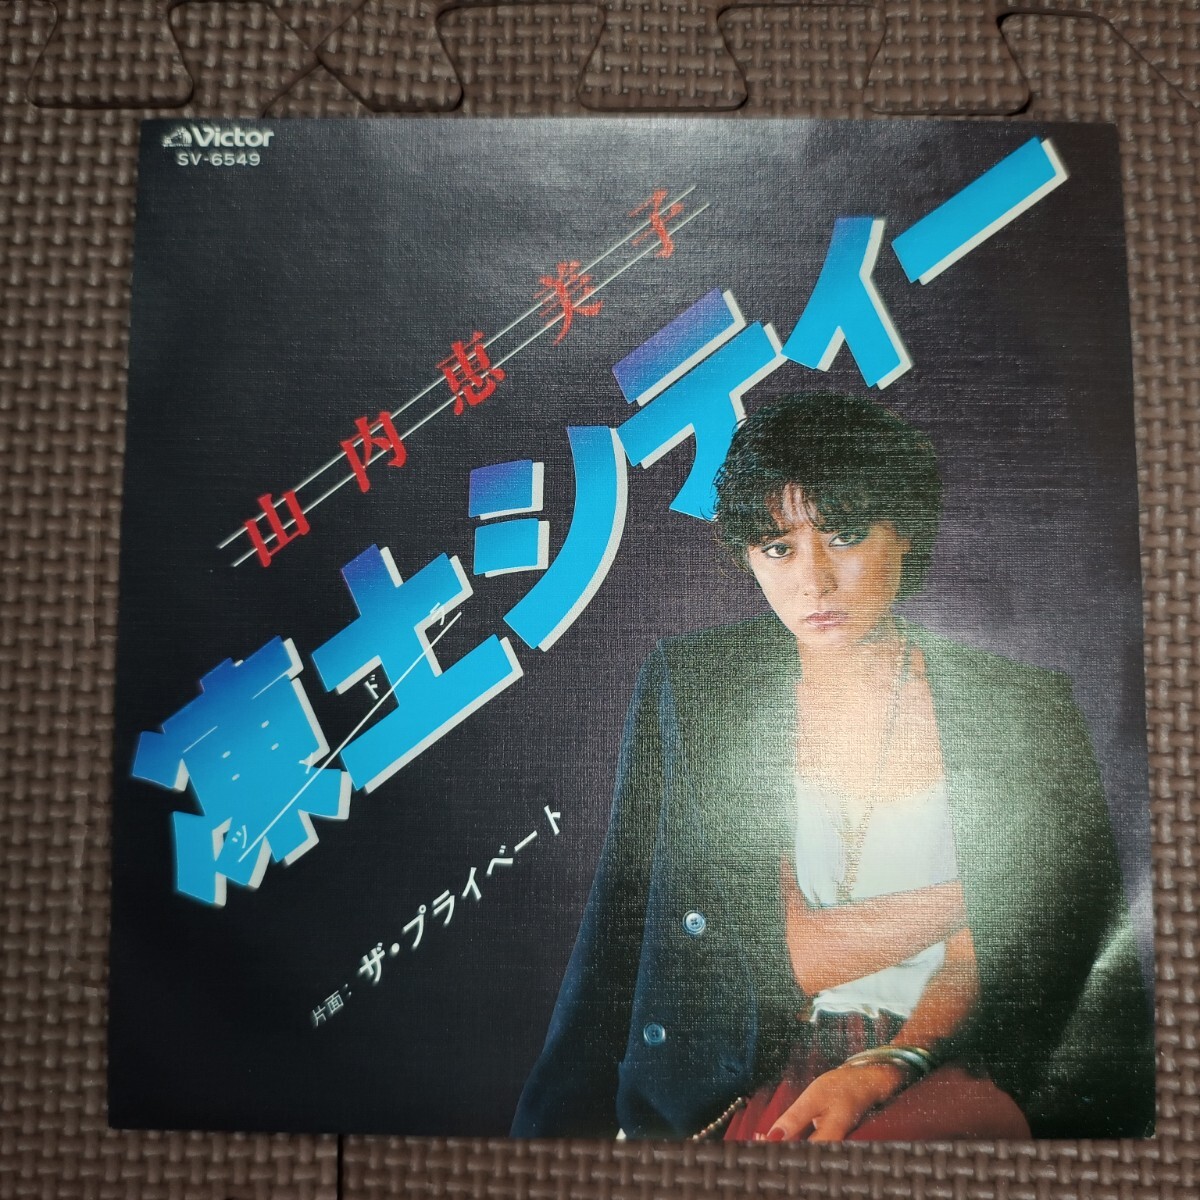 Victor
SV-6549
山内恵美子
凍土シティー
ツンドラ
片面:ザ・プライベート